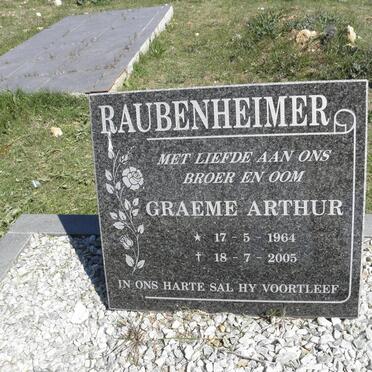 RAUBENHEIMER
MET LIEFDE AAN ONS
BROER EN OOM
GRAEME ARTHUR
★ 17 - 5 - 1964
† 18 - 7 - 2005
IN ONS HARTE SAL HY VOORTLEEF